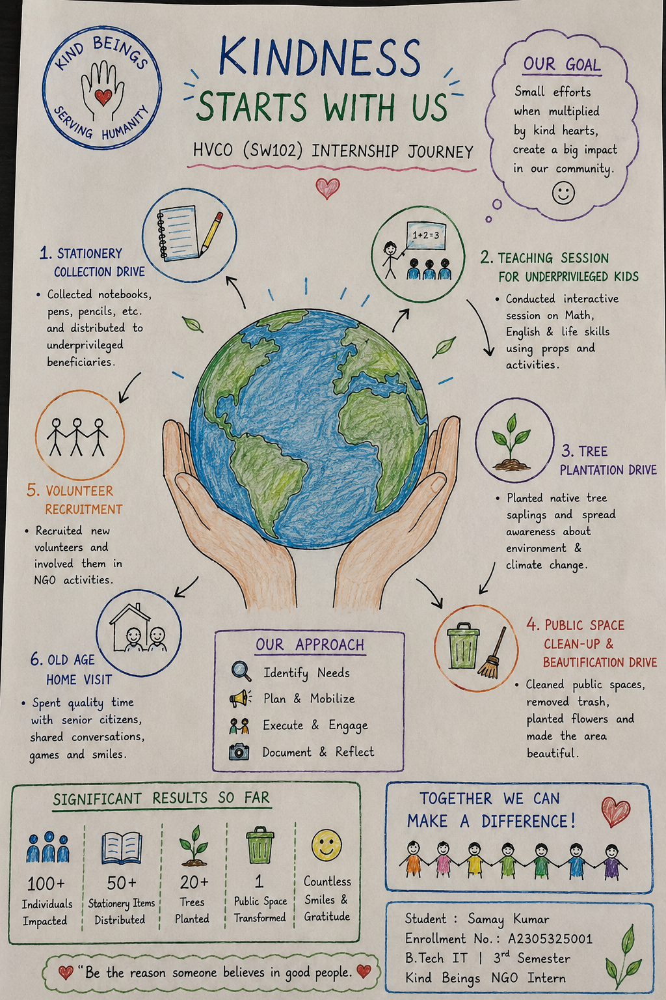 KIND BEINGS
SERVING HUMANITY
KINDNESS
STARTS WITH US
HVCO (SW102) INTERNSHIP JOURNEY
OUR GOAL
Small efforts
when multiplied
by kind hearts,
create a big impact
in our community.
1. STATIONERY
COLLECTION DRIVE
• Collected notebooks,
pens, pencils, etc.
and distributed to
underprivileged
beneficiaries.
1+2=3
2. TEACHING SESSION
FOR UNDERPRIVILEGED KIDS
• Conducted interactive
session on Math,
English & life skills
using props and
activities.
3. TREE
PLANTATION DRIVE
• Planted native tree
saplings and spread
awareness about
environment &
climate change.
4. PUBLIC SPACE
CLEAN-UP &
BEAUTIFICATION DRIVE
• Cleaned public spaces,
removed trash,
planted flowers and
made the area
beautiful.
5. VOLUNTEER
RECRUITMENT
• Recruited new
volunteers and
involved them in
NGO activities.
6. OLD AGE
HOME VISIT
• Spent quality time
with senior citizens,
shared conversations,
games and smiles.
OUR APPROACH
Identify Needs
Plan & Mobilize
Execute & Engage
Document & Reflect
SIGNIFICANT RESULTS SO FAR
100+
Individuals
Impacted
50+
Stationery Items
Distributed
20+
Trees
Planted
1
Public Space
Transformed
Countless
Smiles &
Gratitude
TOGETHER WE CAN
MAKE A DIFFERENCE!
"Be the reason someone believes in good people.
Student : Samay Kumar
Enrollment No. : A2305325001
B.Tech IT | 3rd Semester
Kind Beings NGO Intern